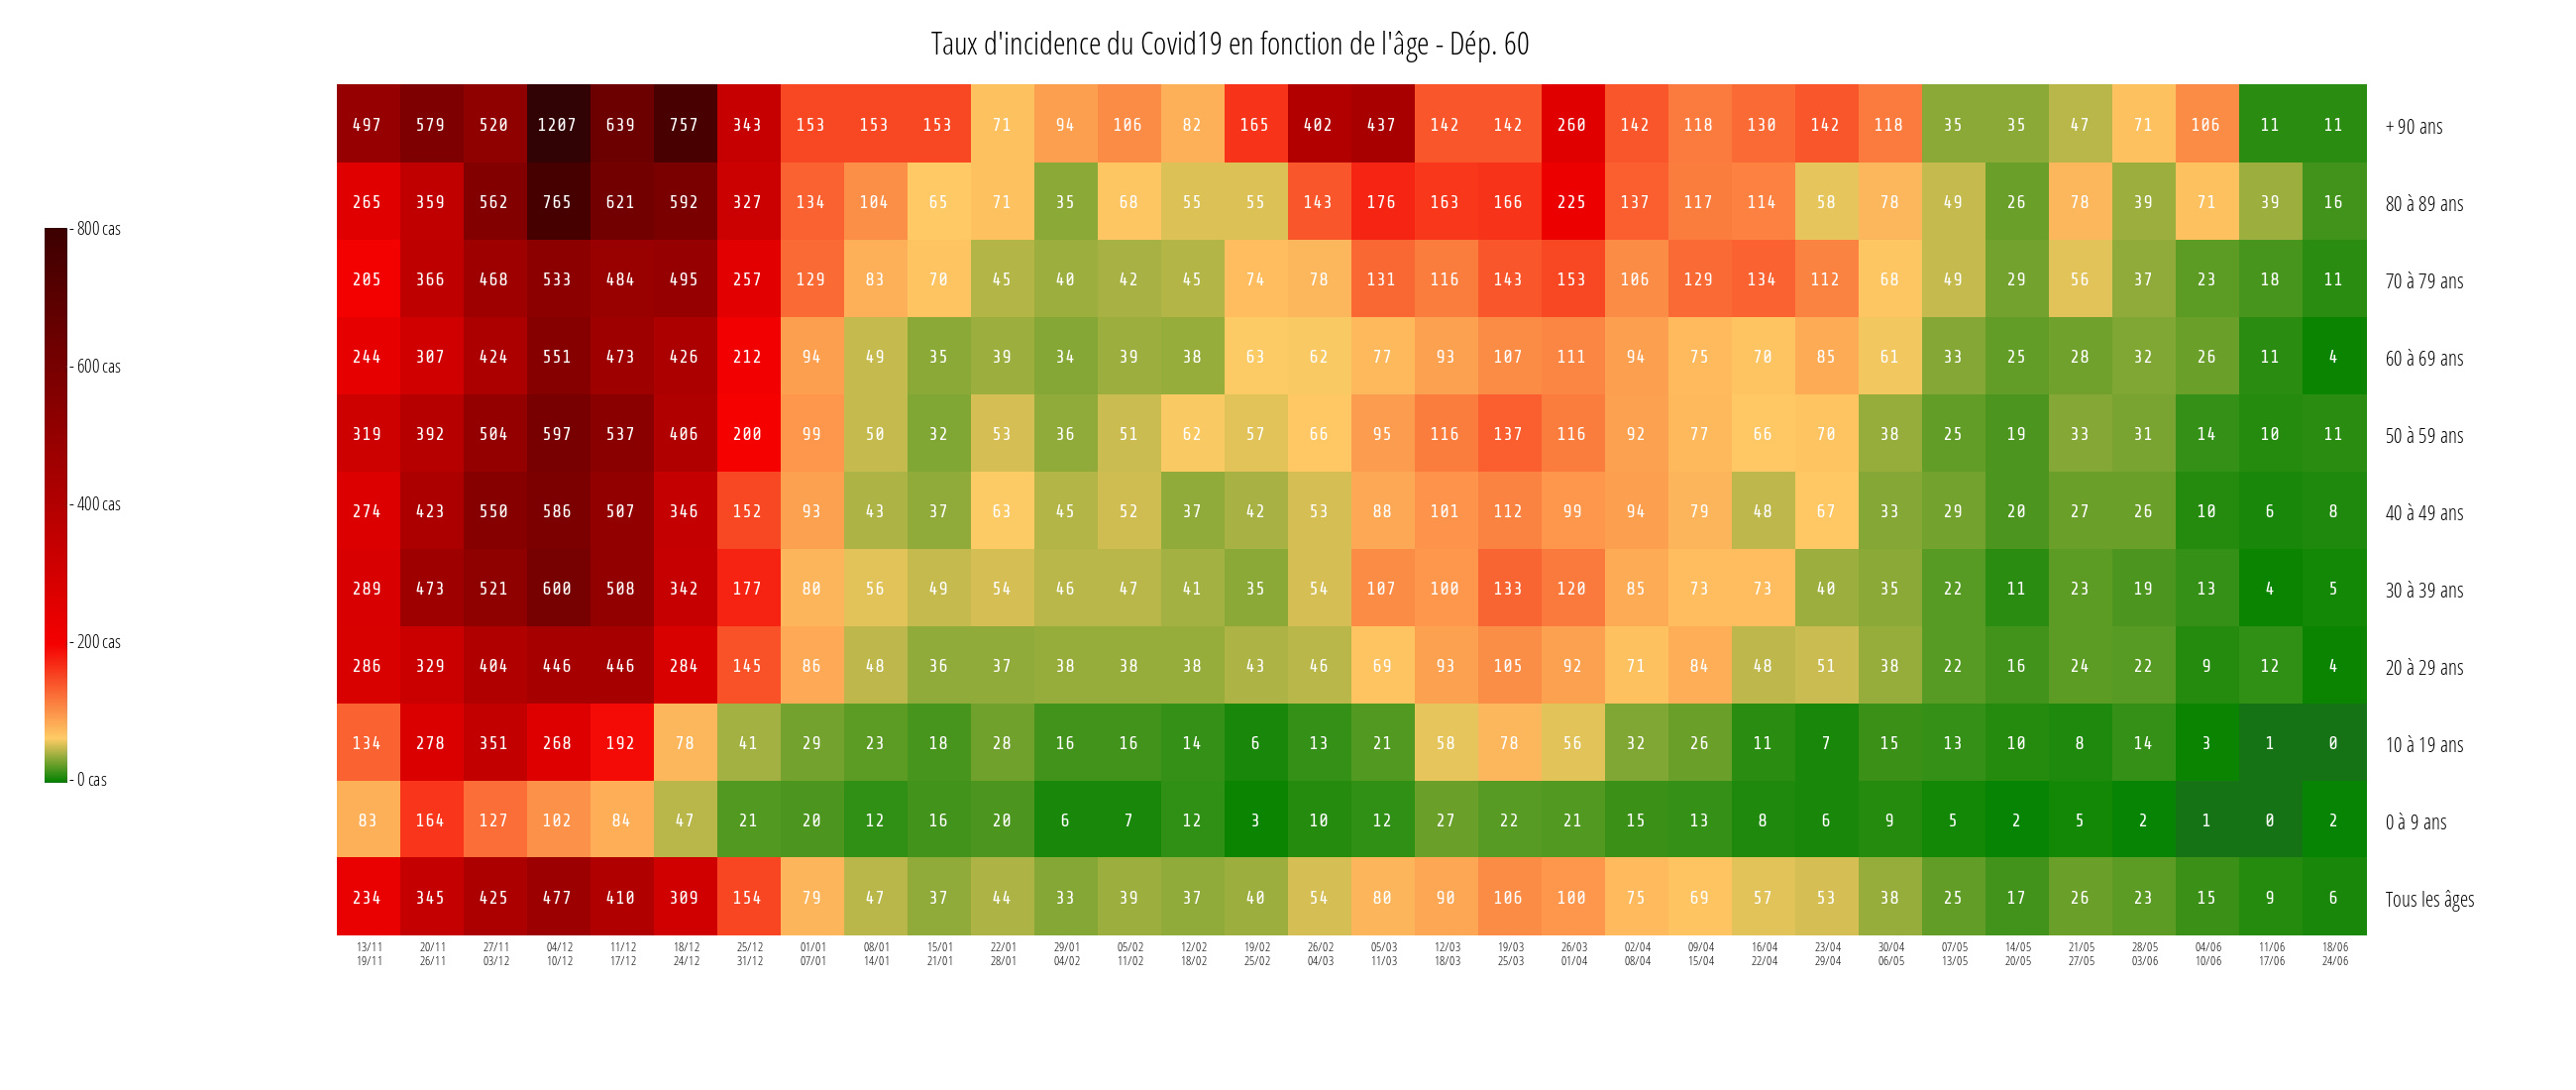 Taux d'incidence du Covid19 en fonction de l'âge - Dép. 60
- 800 cas
- 600 cas
- 400 cas
- 200 cas
- 0 cas
497 579 520 1207 639 757 343 153 153 153 71 94 106 82 165 402 437 142 142 260 142 118 130 142 118 35 35 47 71 106 11 11 + 90 ans
265 359 562 765 621 592 327 134 104 65 71 35 68 55 55 143 176 163 166 225 137 117 114 58 78 49 26 78 39 71 39 16 80 à 89 ans
205 366 468 533 484 495 257 129 83 70 45 40 42 45 74 78 131 116 143 153 106 129 134 112 68 49 29 56 37 23 18 11 70 à 79 ans
244 307 424 551 473 426 212 94 49 35 39 34 39 38 63 62 77 93 107 111 94 75 70 85 61 33 25 28 32 26 11 4 60 à 69 ans
319 392 504 597 537 406 200 99 50 32 53 36 51 62 57 66 95 116 137 116 92 77 66 70 38 25 19 33 31 14 10 11 50 à 59 ans
274 423 550 586 507 346 152 93 43 37 63 45 52 37 42 53 88 101 112 99 94 79 48 67 33 29 20 27 26 10 6 8 40 à 49 ans
289 473 521 600 508 342 177 80 56 49 54 46 47 41 35 54 107 100 133 120 85 73 73 40 35 22 11 23 19 13 4 5 30 à 39 ans
286 329 404 446 446 284 145 86 48 36 37 38 38 38 43 46 69 93 105 92 71 84 48 51 38 22 16 24 22 9 12 4 20 à 29 ans
134 278 351 268 192 78 41 29 23 18 28 16 16 14 6 13 21 58 78 56 32 26 11 7 15 13 10 8 14 3 1 0 10 à 19 ans
83 164 127 102 84 47 21 20 12 16 20 6 7 12 3 10 12 27 22 21 15 13 8 6 9 5 2 5 2 1 0 2 0 à 9 ans
234 345 425 477 410 309 154 79 47 37 44 33 39 37 40 54 80 90 106 100 75 69 57 53 38 25 17 26 23 15 9 6 Tous les âges
13/11 20/11 27/11 04/12 11/12 18/12 25/12 01/01 08/01 15/01 22/01 29/01 05/02 12/02 19/02 26/02 05/03 12/03 19/03 26/03 02/04 09/04 16/04 23/04 30/04 07/05 14/05 21/05 28/05 04/06 11/06 18/06
19/11 26/11 03/12 10/12 17/12 24/12 31/12 07/01 14/01 21/01 28/01 04/02 11/02 18/02 25/02 04/03 11/03 18/03 25/03 01/04 08/04 15/04 22/04 29/04 06/05 13/05 20/05 27/05 03/06 10/06 17/06 24/06